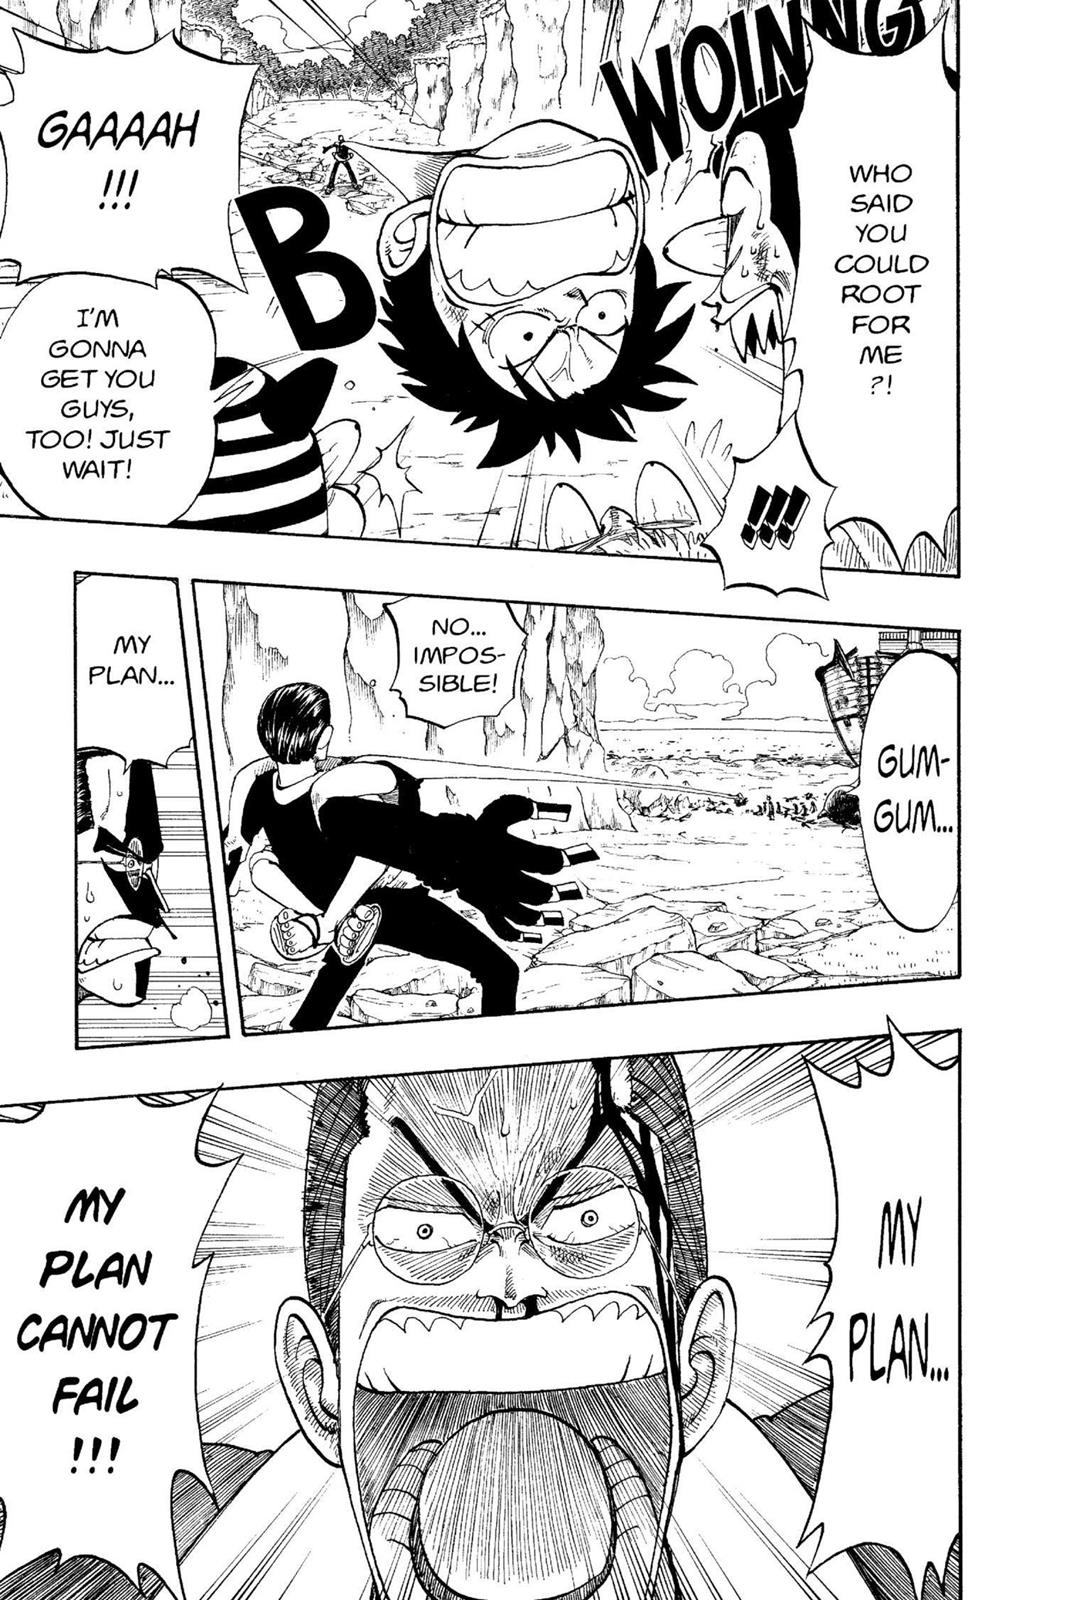 WOINNG
WHO
SAID
YOU
COULD
ROOT
FOR
ME
?!
!!!
B
GAAAAH
!!!
I'M
GONNA
GET YOU
GUYS,
TOO! JUST
WAIT!
GUM-
GUM...
NO...
IMPOS-
SIBLE!
MY
PLAN...
MY
PLAN...
MY
PLAN
CANNOT
FAIL
!!!